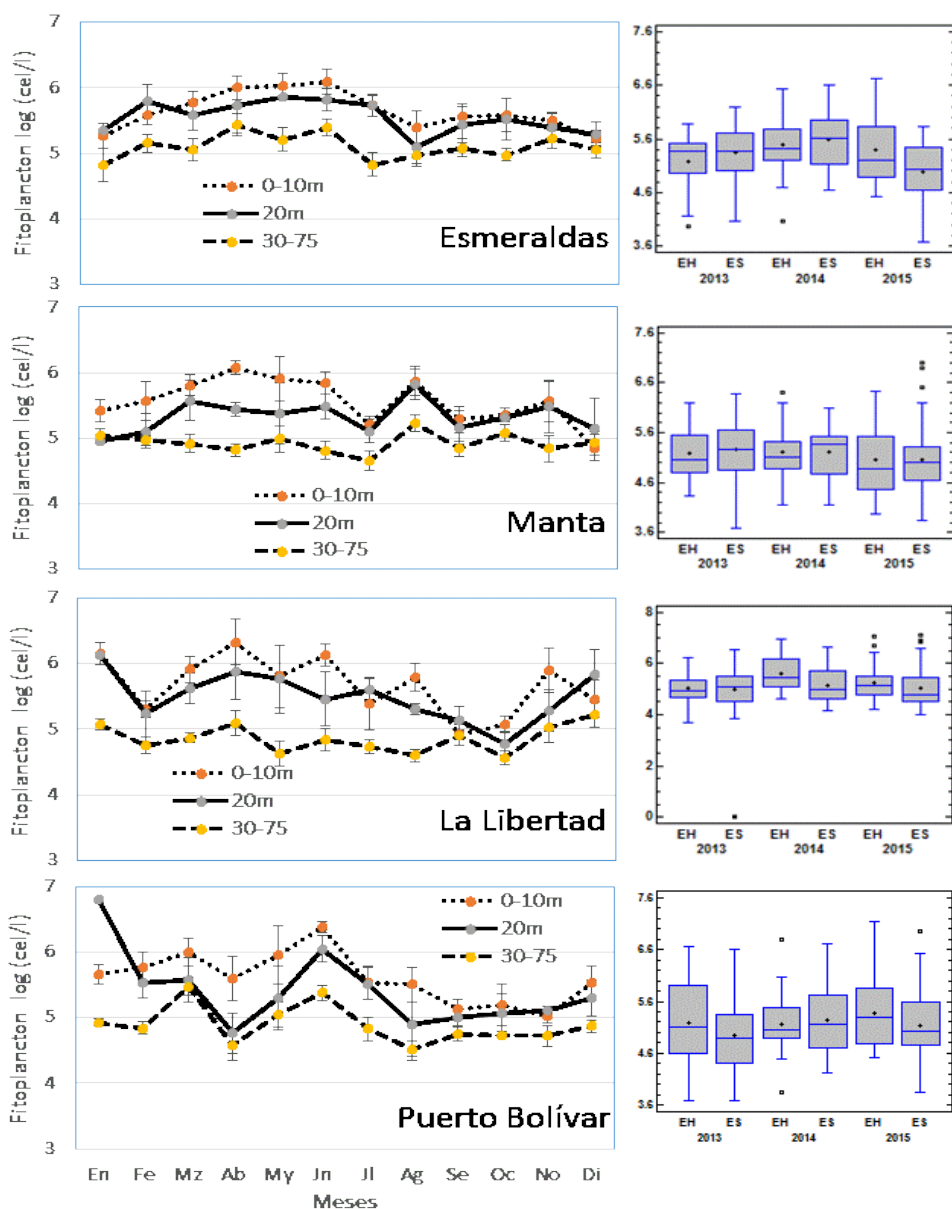 Fitoplancton log (cel/l)
7
6
5
4
3
0-10m
20m
30-75
Esmeraldas
7.6
5.6
4.6
3.6
EH ES EH ES EH ES
2013 2014 2015
Fitoplancton log (cel/l)
7
6
5
4
3
0-10m
20m
30-75
Manta
7.6
6.6
5.6
4.6
3.6
EH ES EH ES EH ES
2013 2014 2015
Fitoplancton log (cel/l)
7
6
5
4
3
0-10m
20m
30-75
La Libertad
8
6
4
2
0
EH ES EH ES EH ES
2013 2014 2015
Fitoplancton log (cel/l)
7
6
5
4
3
0-10m
20m
30-75
Puerto Bolívar
En Fe Mz Ab My Jn Jl Ag Se Oc No Di
Meses
7.6
6.6
5.6
4.6
3.6
EH ES EH ES EH ES
2013 2014 2015